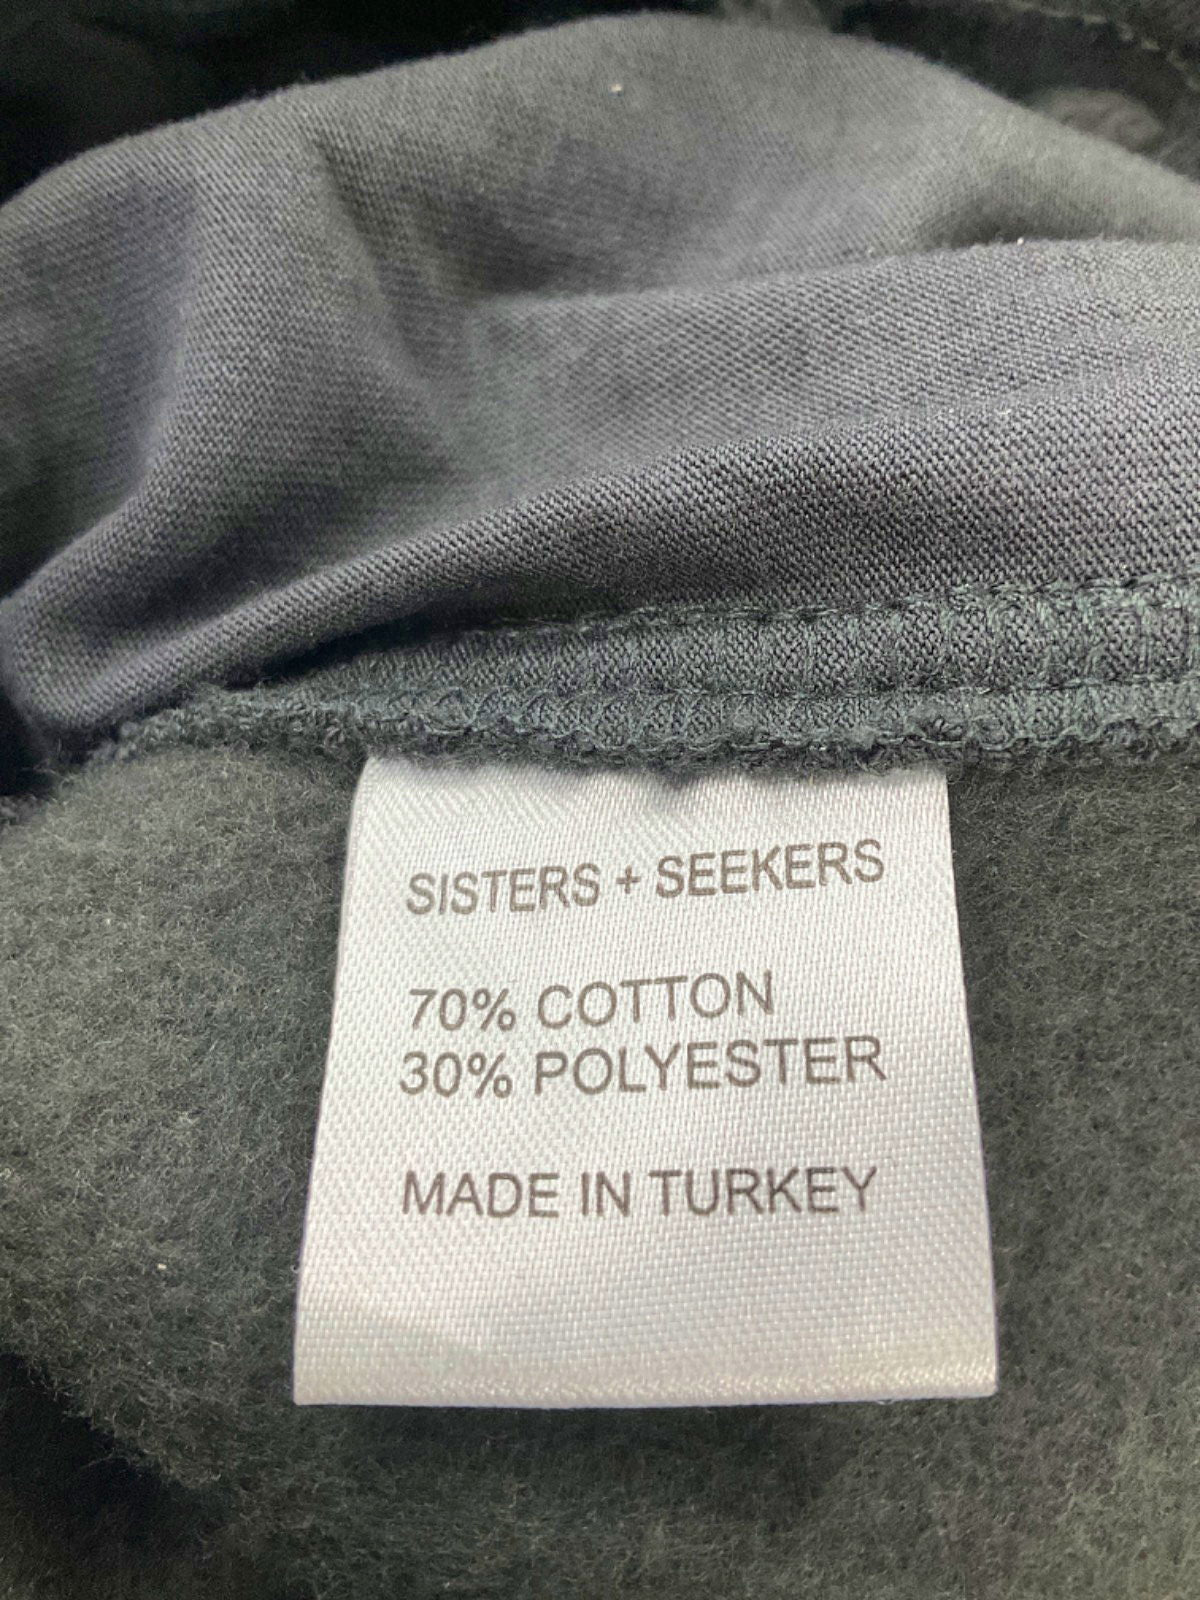 SISTERS + SEEKERS
70% COTTON
30% POLYESTER
MADE IN TURKEY